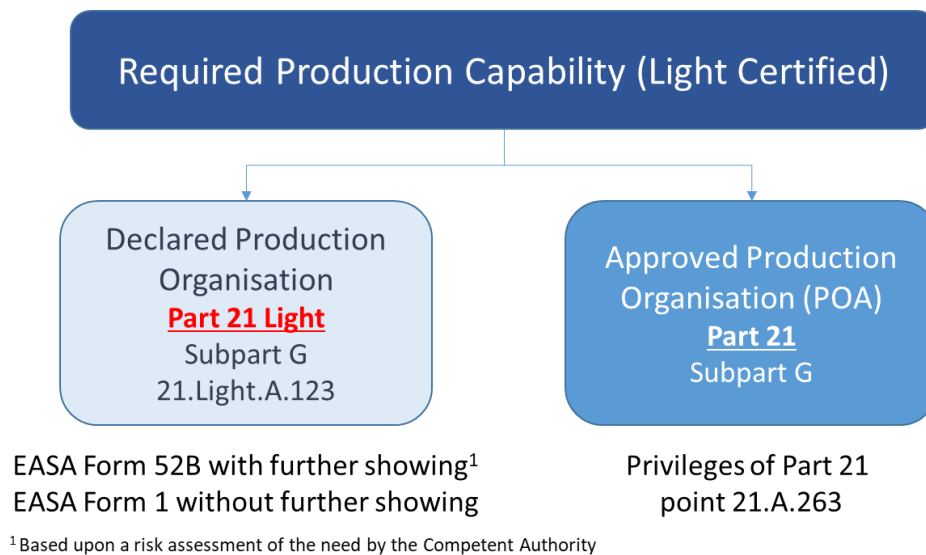 Required Production Capability (Light Certified)
Declared Production
Organisation
Part 21 Light
Subpart G
21.Light.A.123
Approved Production
Organisation (POA)
Part 21
Subpart G
EASA Form 52B with further showing¹
EASA Form 1 without further showing
Privileges of Part 21
point 21.A.263
¹ Based upon a risk assessment of the need by the Competent Authority